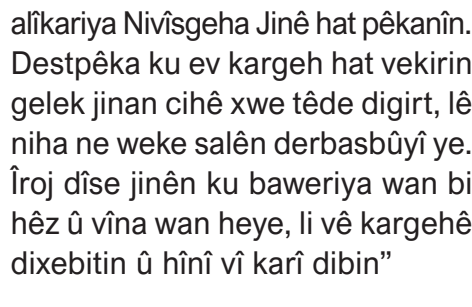 alîkariya Nivîsgeha Jinê hat pêkanîn.
Destpêka ku ev kargeh hat vekirin
gelek jinan cihê xwe têde digirt, lê
niha ne weke salên derbasbûyî ye.
Îroj dîse jinên ku baweriya wan bi
hêz û vîna wan heye, li vê kargehê
dixebitin û hînî vî karî dibin”